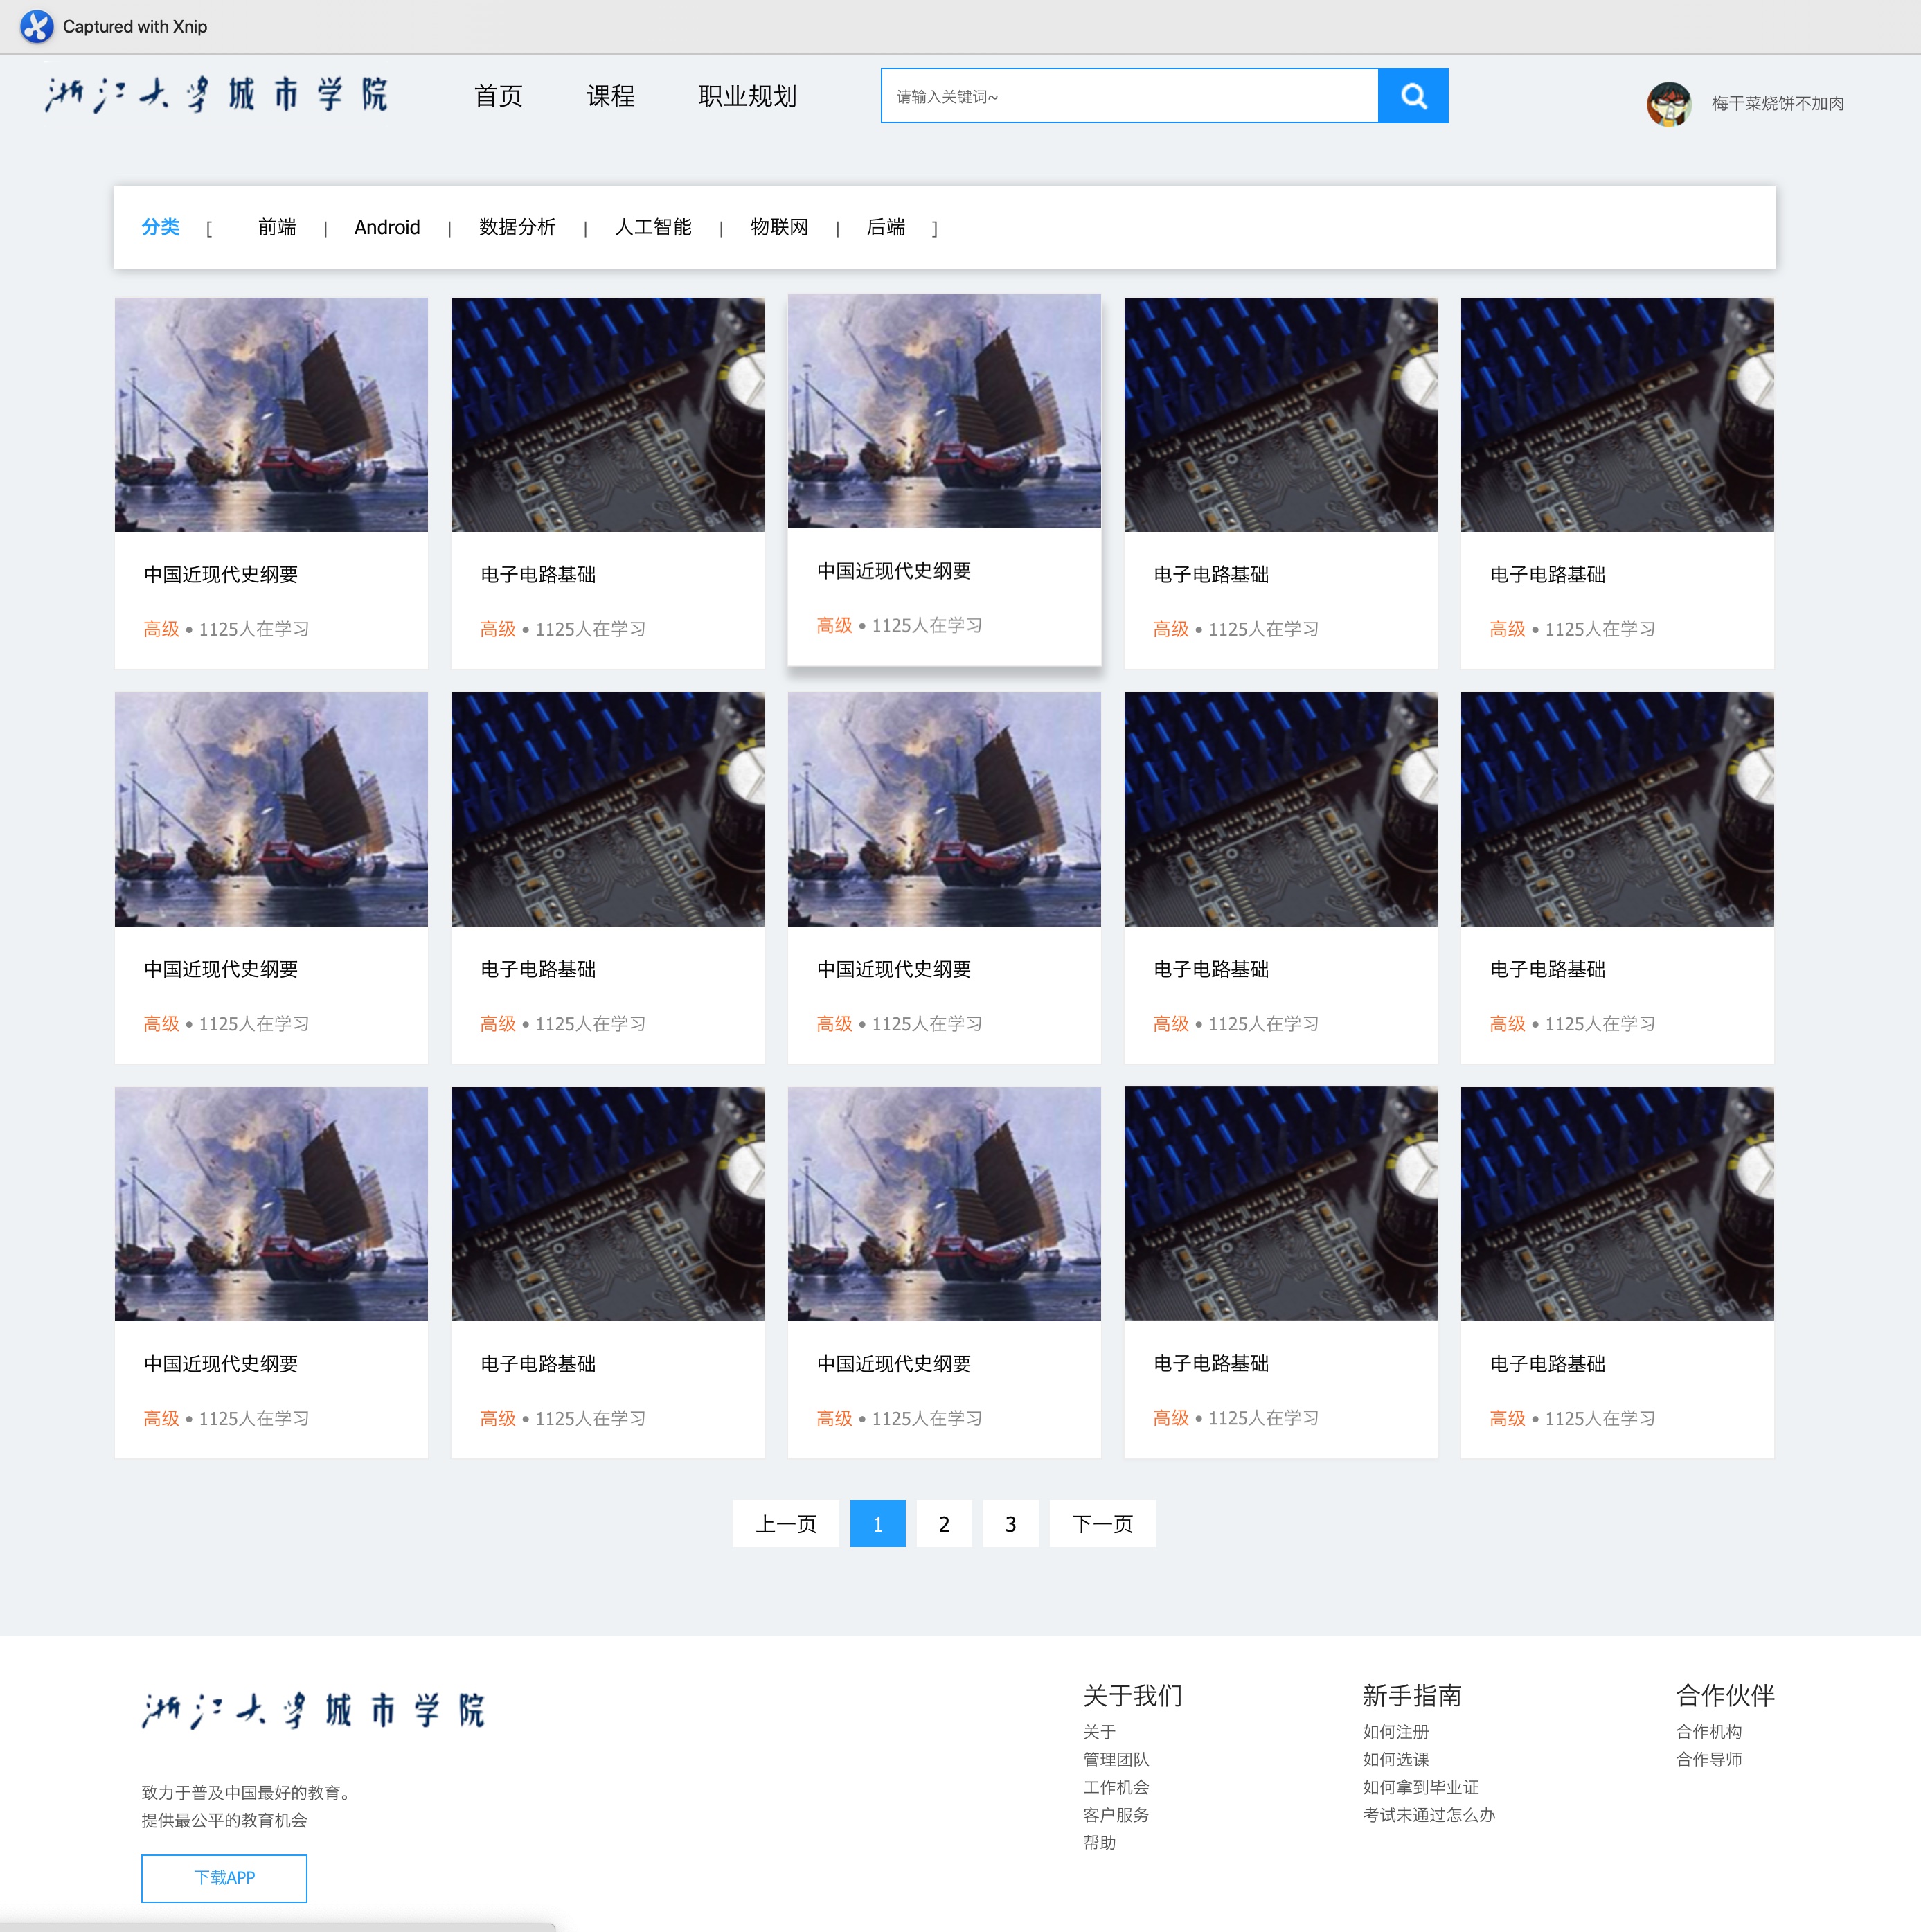 Captured with Xnip
浙江大学城市学院
首页 课程 职业规划
请输入关键词~
梅干菜烧饼不加肉
分类 [ 前端 | Android | 数据分析 | 人工智能 | 物联网 | 后端 ]
中国近现代史纲要 电子电路基础 中国近现代史纲要 电子电路基础 电子电路基础
高级 • 1125人在学习 高级 • 1125人在学习 高级 • 1125人在学习 高级 • 1125人在学习 高级 • 1125人在学习
中国近现代史纲要 电子电路基础 中国近现代史纲要 电子电路基础 电子电路基础
高级 • 1125人在学习 高级 • 1125人在学习 高级 • 1125人在学习 高级 • 1125人在学习 高级 • 1125人在学习
中国近现代史纲要 电子电路基础 中国近现代史纲要 电子电路基础 电子电路基础
高级 • 1125人在学习 高级 • 1125人在学习 高级 • 1125人在学习 高级 • 1125人在学习 高级 • 1125人在学习
上一页 1 2 3 下一页
浙江大学城市学院
致力于普及中国最好的教育。
提供最公平的教育机会
下载APP
关于我们
关于
管理团队
工作机会
客户服务
帮助
新手指南
如何注册
如何选课
如何拿到毕业证
考试未通过怎么办
合作伙伴
合作机构
合作导师